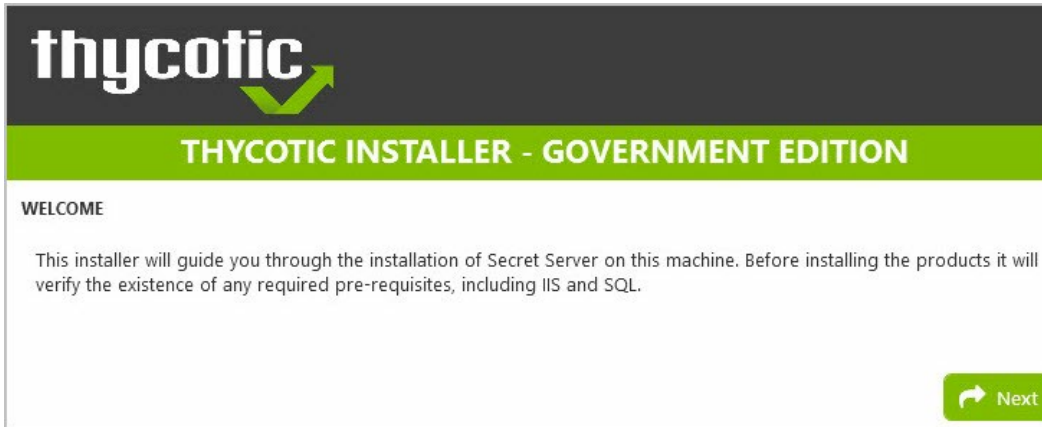 thycotic
THYCOTIC INSTALLER - GOVERNMENT EDITION
WELCOME
This installer will guide you through the installation of Secret Server on this machine. Before installing the products it will
verify the existence of any required pre-requisites, including IIS and SQL.
Next